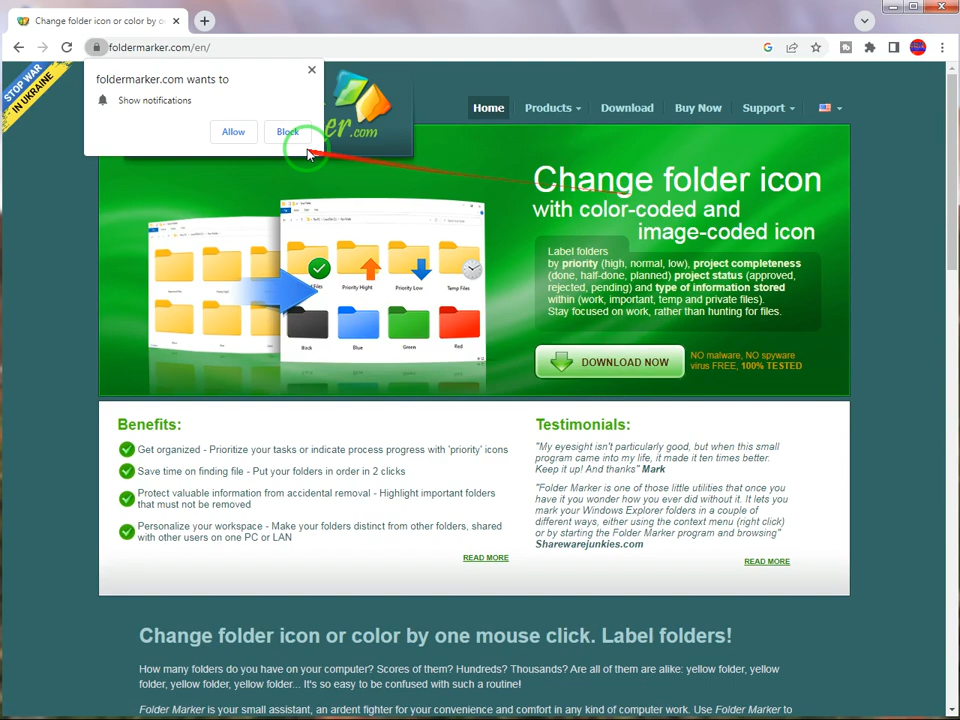 Change folder icon or color by o
foldermarker.com/en/
STOP WAR
IN UKRAINE
foldermarker.com wants to
Show notifications
Allow
Block
er.com
Home
Products
Download
Buy Now
Support
Change folder icon
with color-coded and
image-coded icon
Label folders
by priority (high, normal, low), project completeness
(done, half-done, planned) project status (approved,
rejected, pending) and type of information stored
within (work, important, temp and private files).
Stay focused on work, rather than hunting for files.
Priority Hight
Priority Low
Temp Files
Black
Blue
Green
Red
DOWNLOAD NOW
NO malware, NO spyware
virus FREE, 100% TESTED
Benefits:
Get organized - Prioritize your tasks or indicate process progress with 'priority' icons
Save time on finding file - Put your folders in order in 2 clicks
Protect valuable information from accidental removal - Highlight important folders
that must not be removed
Personalize your workspace - Make your folders distinct from other folders, shared
with other users on one PC or LAN
READ MORE
Testimonials:
"My eyesight isn't particularly good, but when this small
program came into my life, it made it ten times better.
Keep it up! And thanks" Mark
"Folder Marker is one of those little utilities that once you
have it you wonder how you ever did without it. It lets you
mark your Windows Explorer folders in a couple of
different ways, either using the context menu (right click)
or by starting the Folder Marker program and browsing"
Sharewarejunkies.com
READ MORE
Change folder icon or color by one mouse click. Label folders!
How many folders do you have on your computer? Scores of them? Hundreds? Thousands? Are all of them are alike: yellow folder, yellow
folder, yellow folder, yellow folder... It's so easy to be confused with such a routine!
Folder Marker is your small assistant, an ardent fighter for your convenience and comfort in any kind of computer work. Use Folder Marker to